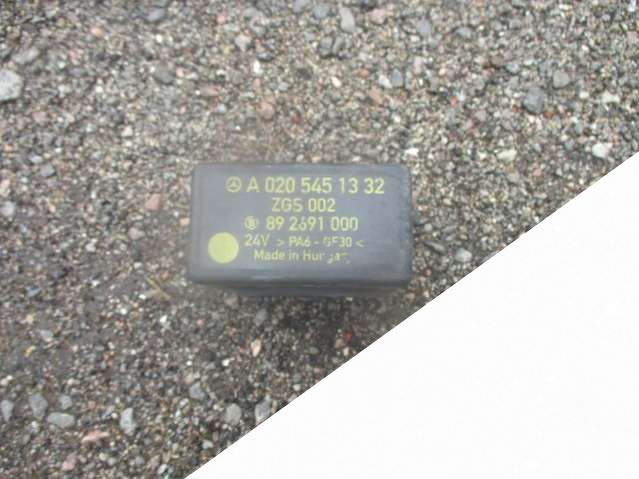 A 020 545 13 32
ZGS 002
89 2691 000
24V > PA6 - GF30 <
Made in Hungary